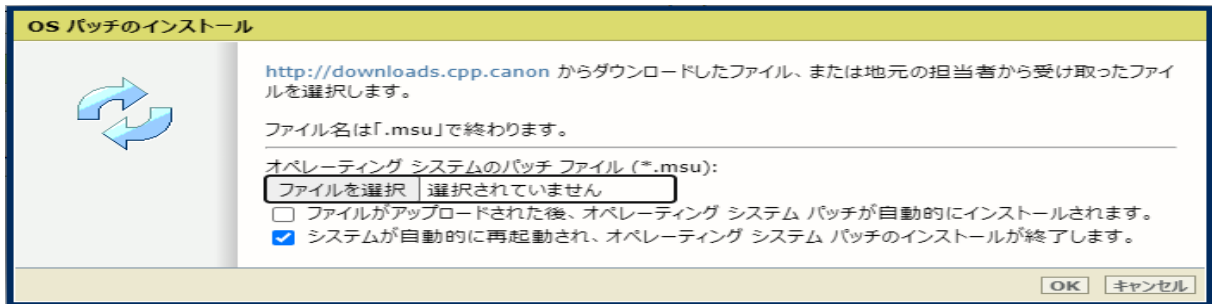 OS パッチのインストール
http://downloads.cpp.canon からダウンロードしたファイル、または地元の担当者から受け取ったファイ
ルを選択します。
ファイル名は「.msu」で終わります。
オペレーティング システムのパッチ ファイル (*.msu):
ファイルを選択 選択されていません
ファイルがアップロードされた後、オペレーティング システム パッチが自動的にインストールされます。
システムが自動的に再起動され、オペレーティング システム パッチのインストールが終了します。
OK キャンセル